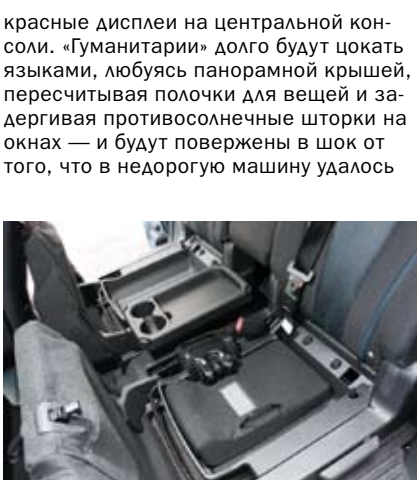 красные дисплеи на центральной кон-
соли. «Гуманитарии» долго будут цокать
языками, любуясь панорамной крышей,
пересчитывая полочки для вещей и за-
дергивая противосолнечные шторки на
окнах — и будут повержены в шок от
того, что в недорогую машину удалось